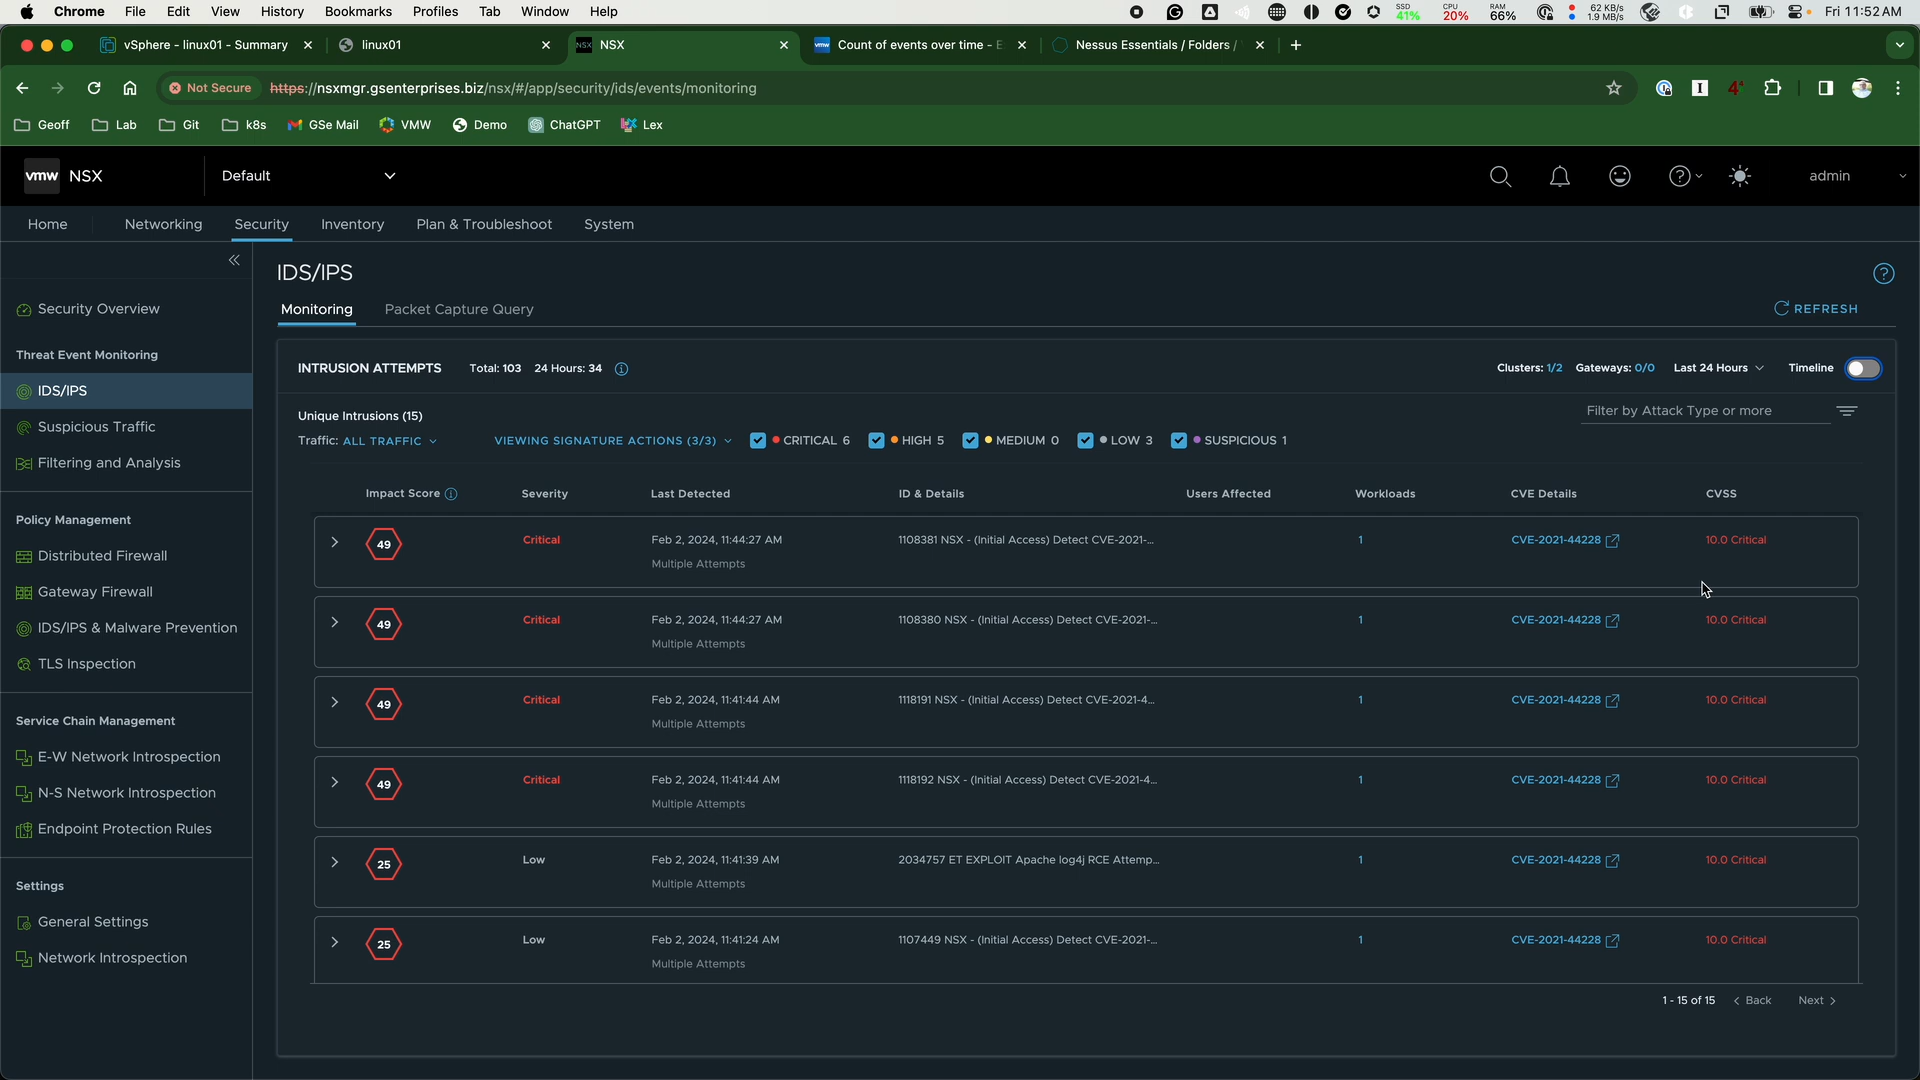 Chrome File Edit View History Bookmarks Profiles Tab Window Help SSD 41% CPU 20% RAM 66% 62 KB/s 1.9 MB/s Fri 11:52 AM
vSphere - linux01 - Summary linux01 NSX NSX vmw Count of events over time - E Nessus Essentials / Folders /
Not Secure https://nsxmgr.gsenterprises.biz/nsx/#/app/security/ids/events/monitoring
Geoff Lab Git k8s GSe Mail VMW Demo ChatGPT Lex
vmw NSX Default admin
Home Networking Security Inventory Plan & Troubleshoot System
IDS/IPS
Monitoring Packet Capture Query REFRESH
Security Overview
Threat Event Monitoring
IDS/IPS
Suspicious Traffic
Filtering and Analysis
Policy Management
Distributed Firewall
Gateway Firewall
IDS/IPS & Malware Prevention
TLS Inspection
Service Chain Management
E-W Network Introspection
N-S Network Introspection
Endpoint Protection Rules
Settings
General Settings
Network Introspection
INTRUSION ATTEMPTS Total: 103 24 Hours: 34 Clusters: 1/2 Gateways: 0/0 Last 24 Hours Timeline
Unique Intrusions (15) Filter by Attack Type or more
Traffic: ALL TRAFFIC VIEWING SIGNATURE ACTIONS (3/3) CRITICAL 6 HIGH 5 MEDIUM 0 LOW 3 SUSPICIOUS 1
Impact Score Severity Last Detected ID & Details Users Affected Workloads CVE Details CVSS
49 Critical Feb 2, 2024, 11:44:27 AM 1108381 NSX - (Initial Access) Detect CVE-2021-... 1 CVE-2021-44228 10.0 Critical
Multiple Attempts
49 Critical Feb 2, 2024, 11:44:27 AM 1108380 NSX - (Initial Access) Detect CVE-2021-... 1 CVE-2021-44228 10.0 Critical
Multiple Attempts
49 Critical Feb 2, 2024, 11:41:44 AM 1118191 NSX - (Initial Access) Detect CVE-2021-4... 1 CVE-2021-44228 10.0 Critical
Multiple Attempts
49 Critical Feb 2, 2024, 11:41:44 AM 1118192 NSX - (Initial Access) Detect CVE-2021-4... 1 CVE-2021-44228 10.0 Critical
Multiple Attempts
25 Low Feb 2, 2024, 11:41:39 AM 2034757 ET EXPLOIT Apache log4j RCE Attemp... 1 CVE-2021-44228 10.0 Critical
Multiple Attempts
25 Low Feb 2, 2024, 11:41:24 AM 1107449 NSX - (Initial Access) Detect CVE-2021-... 1 CVE-2021-44228 10.0 Critical
Multiple Attempts
1 - 15 of 15 Back Next